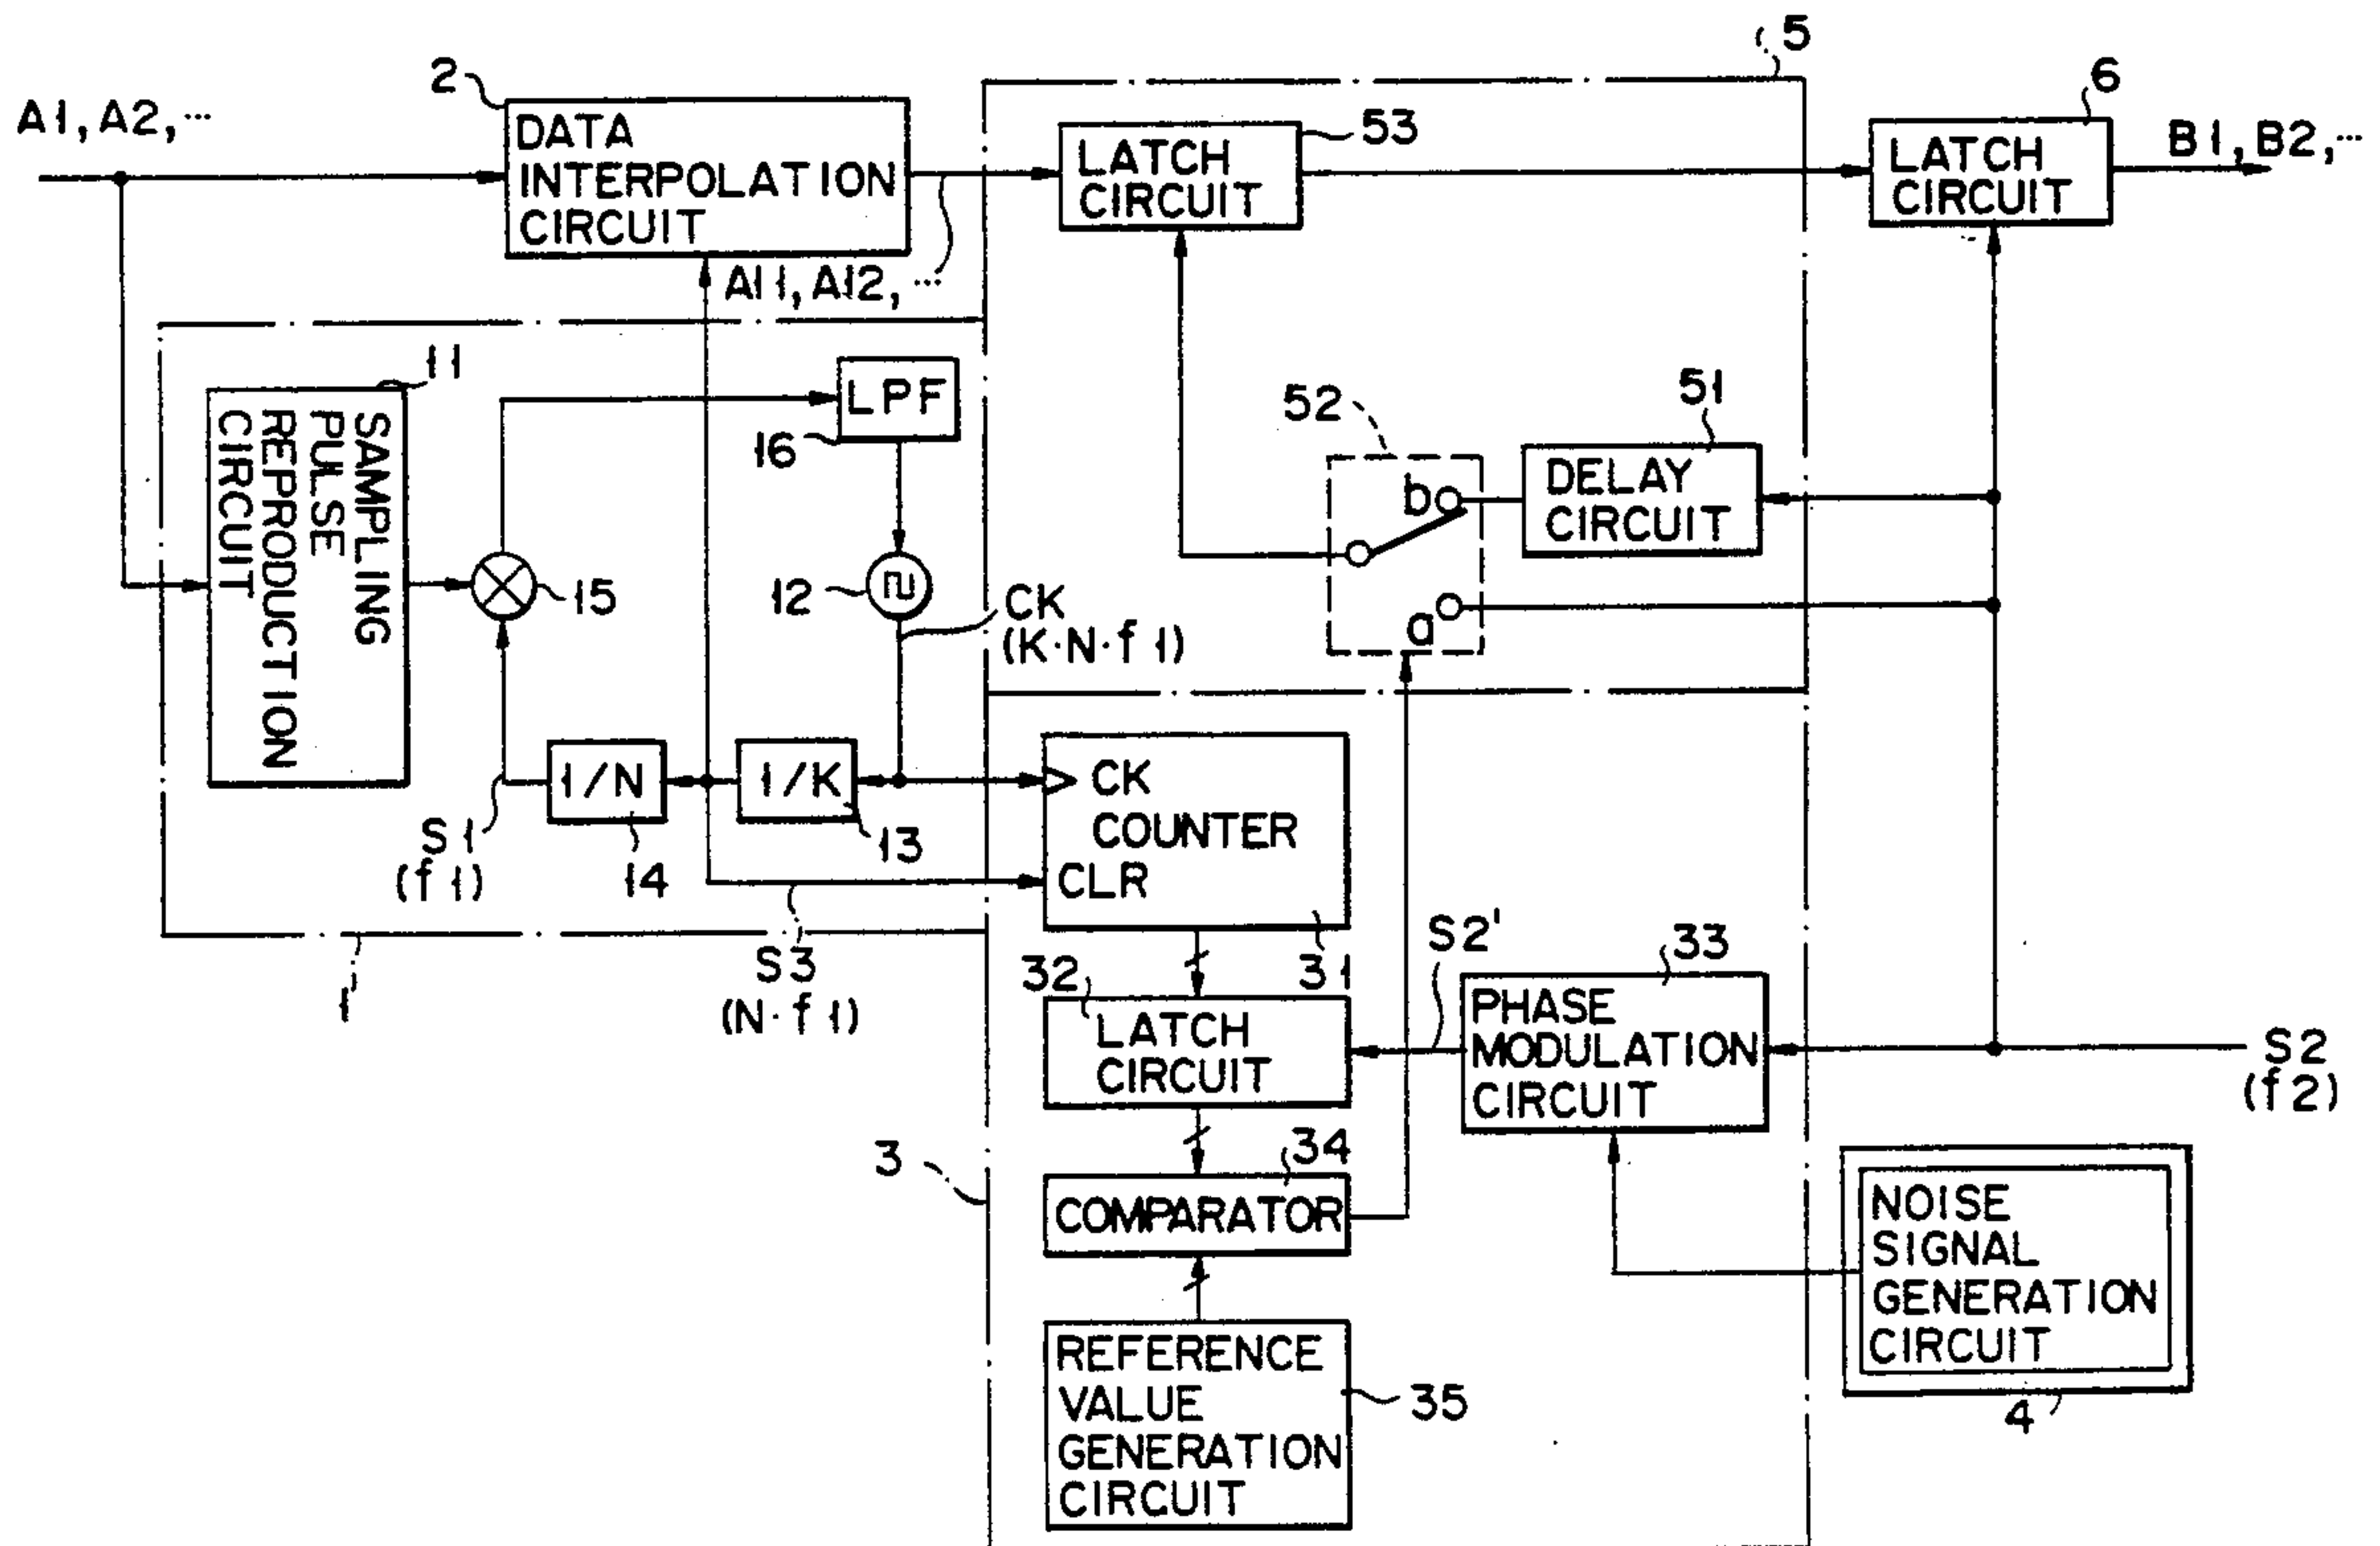 5
2
6
A1, A2, ...
DATA
INTERPOLATION
CIRCUIT
53
LATCH
CIRCUIT
LATCH
CIRCUIT
B1, B2, ...
A11, A12, ...
11
SAMPLING
PULSE
REPRODUCTION
CIRCUIT
LPF
16
52
51
b
DELAY
CIRCUIT
a
15
12
CK
(K·N·f1)
1/N
1/K
S1
(f1)
14
13
CK
COUNTER
CLR
31
1
S3
(N·f1)
32
LATCH
CIRCUIT
S2'
33
PHASE
MODULATION
CIRCUIT
S2
(f2)
3
34
COMPARATOR
NOISE
SIGNAL
GENERATION
CIRCUIT
4
REFERENCE
VALUE
GENERATION
CIRCUIT
35